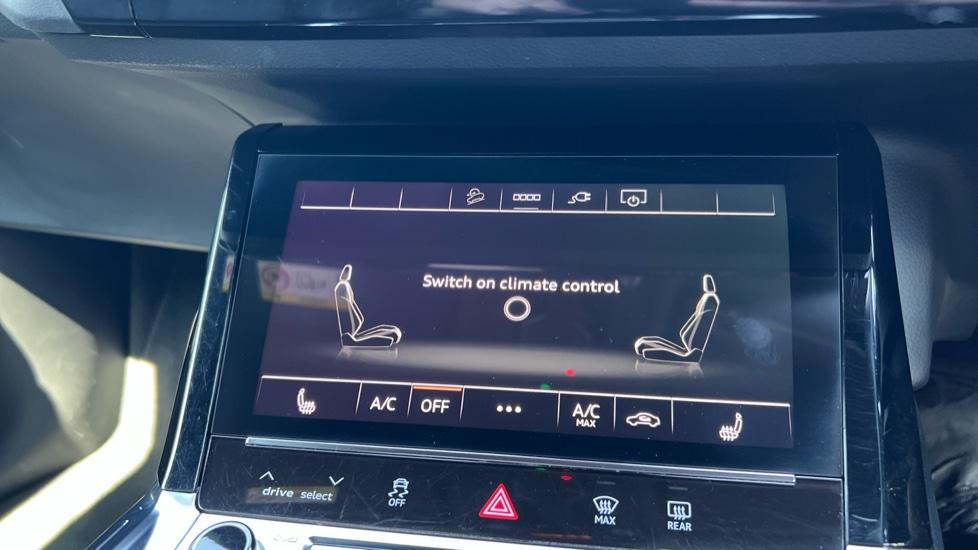 Switch on climate control
A/C
OFF
A/C
MAX
drive select
OFF
MAX
REAR